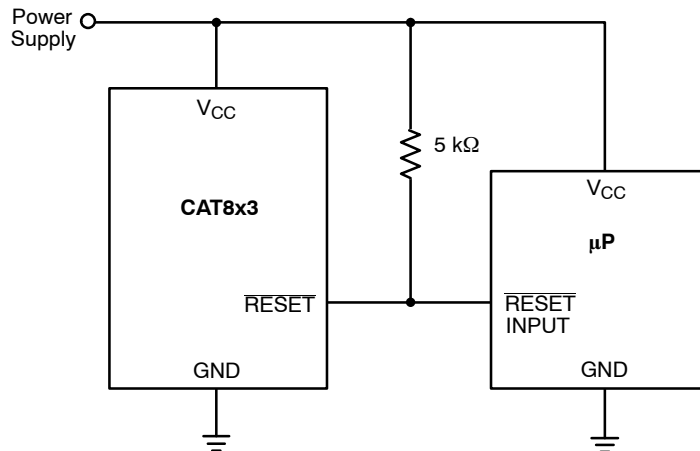 Power
Supply
VCC
CAT8x3
RESET
GND
5 kΩ
VCC
μP
RESET
INPUT
GND